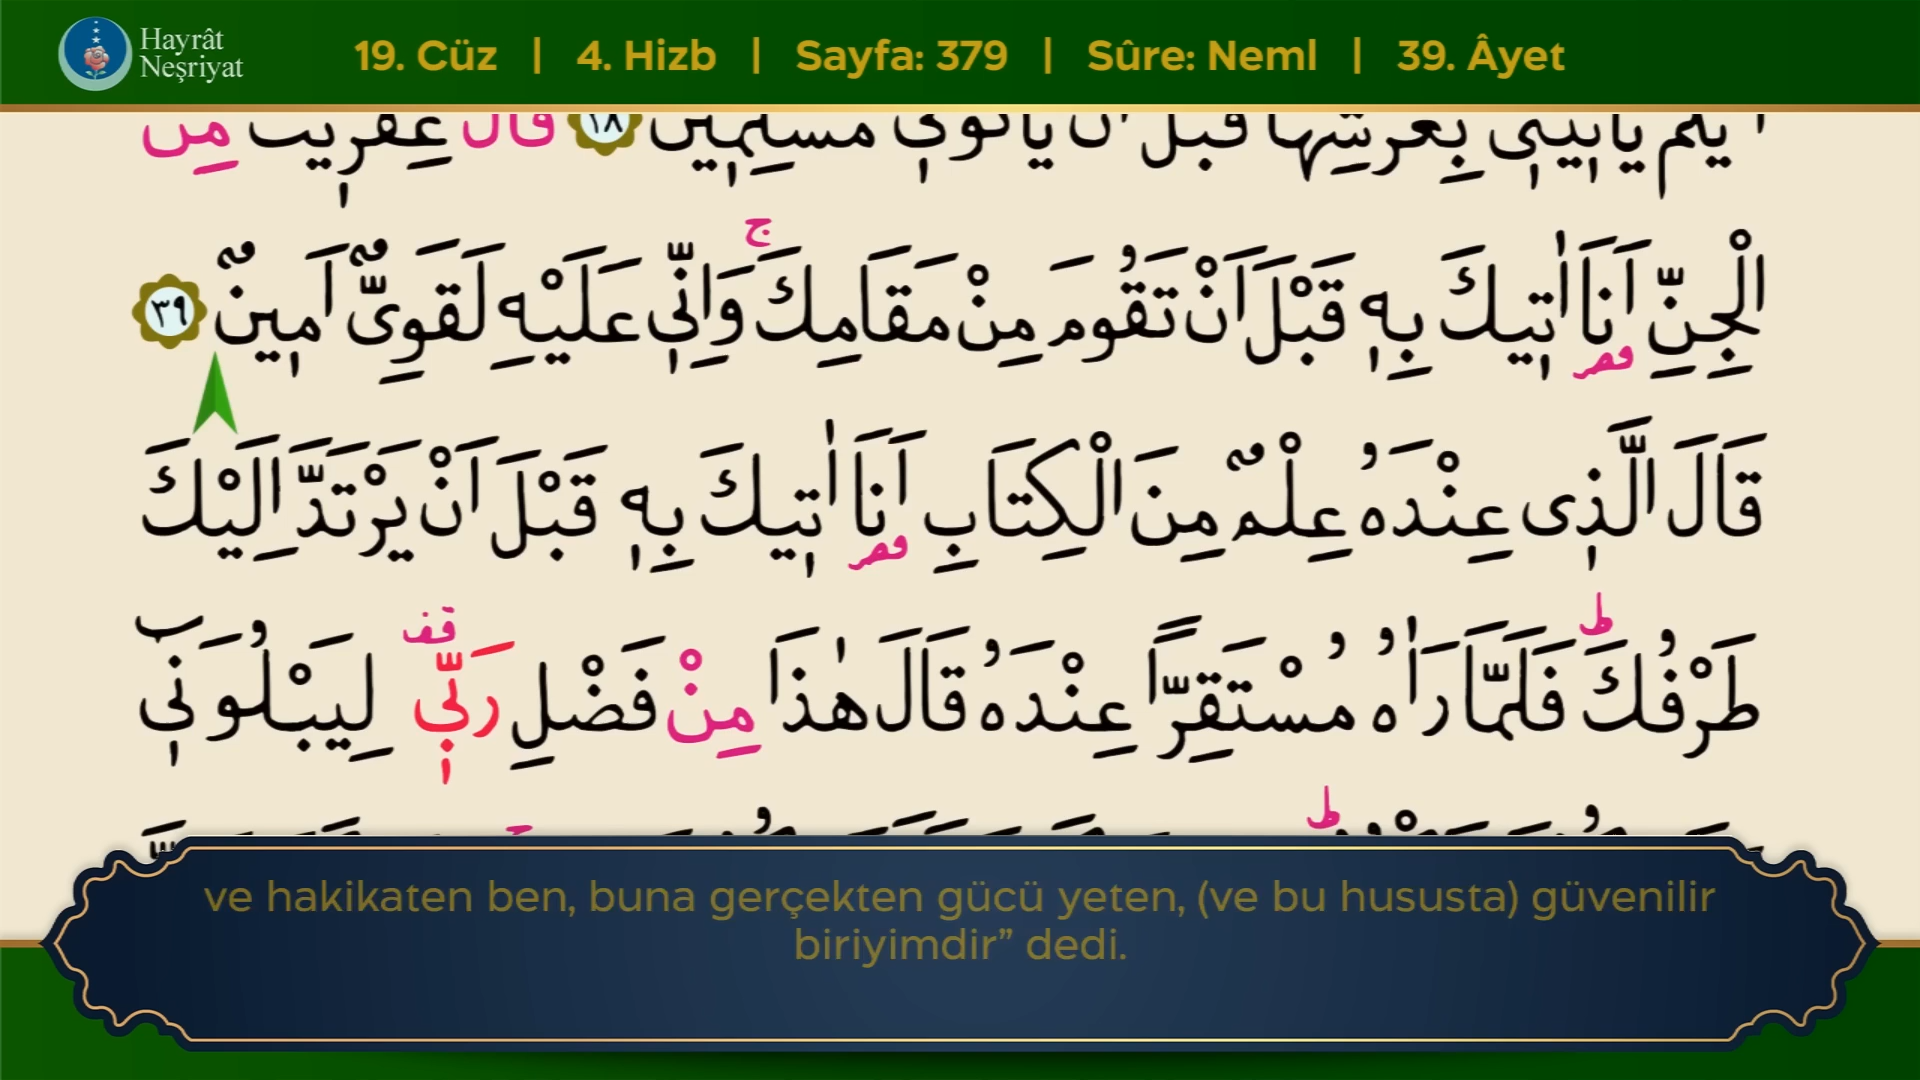 Hayrât
Neşriyat
19. Cüz | 4. Hizb | Sayfa: 379 | Sûre: Neml | 39. Âyet
بِعَرْشِهَا قَبْلَ مُسْلِمٖينَ ﴿٣٨﴾ قَالَ عِفْرٖيتٌ مِنَ
الْجِنِّ اَنَا اٰتٖيكَ بِهٖ قَبْلَ اَنْ تَقُومَ مِنْ مَقَامِكَ ۚ وَاِنّٖى عَلَيْهِ لَقَوِىٌّ اَمٖينٌ ﴿٣٩﴾
قَالَ الَّذٖى عِنْدَهُ عِلْمٌ مِنَ الْكِتَابِ اَنَا اٰتٖيكَ بِهٖ قَبْلَ اَنْ يَرْتَدَّ اِلَيْكَ
طَرْفُكَ ؕ فَلَمَّا رَاٰهُ مُسْتَقِرًّا عِنْدَهُ قَالَ هٰذَا مِنْ فَضْلِ رَبّٖى ࣞ لِيَبْلُوَنٖٓى
ve hakikaten ben, buna gerçekten gücü yeten, (ve bu hususta) güvenilir
biriyimdir” dedi.